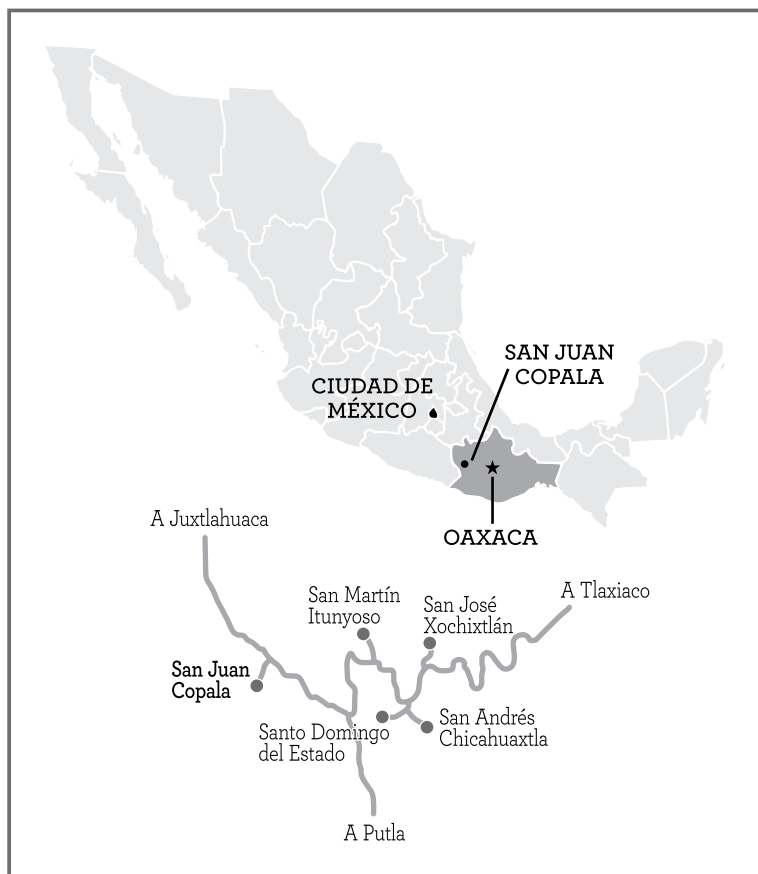 SAN JUAN
COPALA
CIUDAD DE
MÉXICO
OAXACA
A Juxtlahuaca
San Martín
Itunyoso
San José
Xochixtlán
A Tlaxiaco
San Juan
Copala
Santo Domingo
del Estado
San Andrés
Chicahuaxtla
A Putla